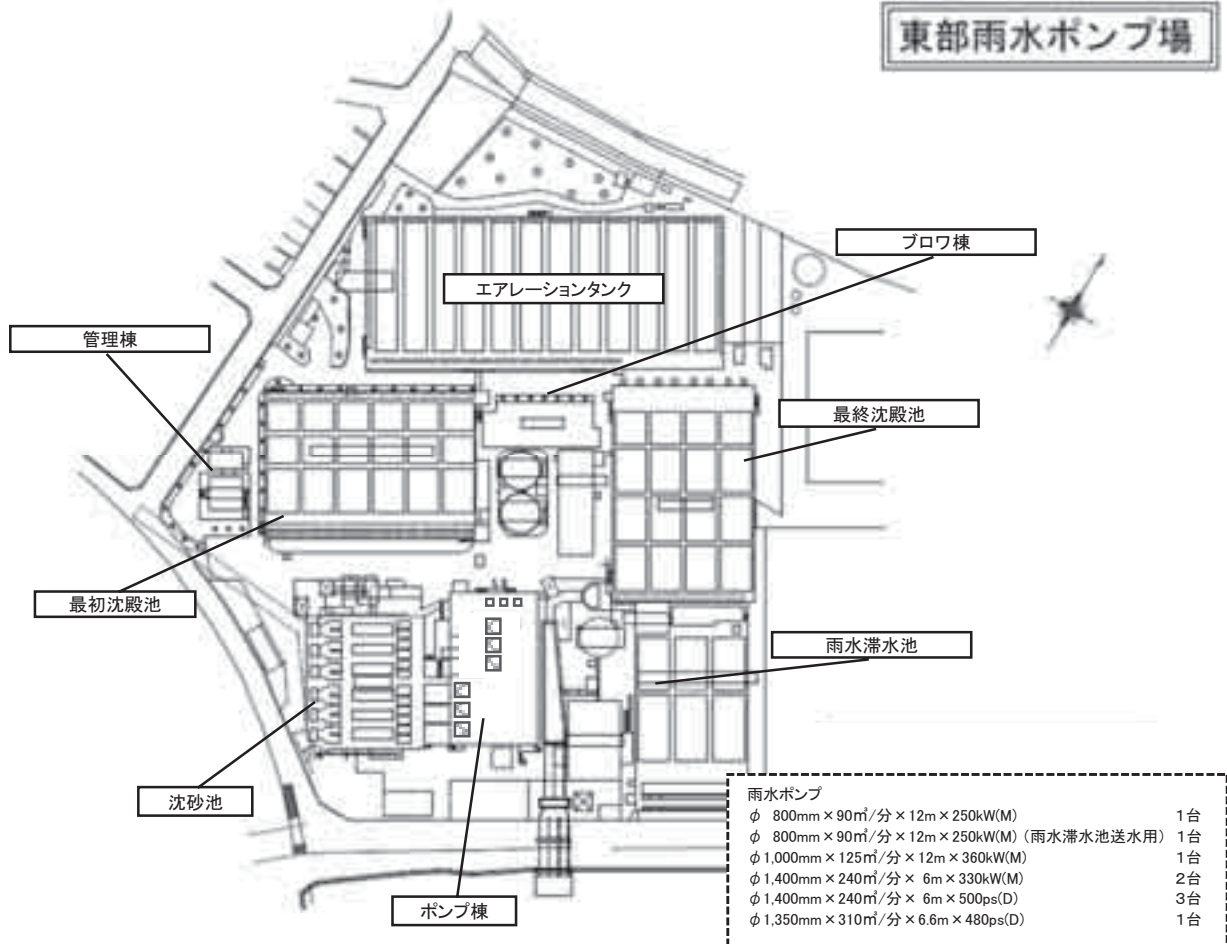 東部雨水ポンプ場
ブロワ棟
エアレーションタンク
管理棟
最終沈殿池
最初沈殿池
雨水滞水池
沈砂池
ポンプ棟
雨水ポンプ
φ 800mm×90㎥/分×12m×250kW(M) 1台
φ 800mm×90㎥/分×12m×250kW(M)(雨水滞水池送水用) 1台
φ1,000mm×125㎥/分×12m×360kW(M) 1台
φ1,400mm×240㎥/分× 6m×330kW(M) 2台
φ1,400mm×240㎥/分× 6m×500ps(D) 3台
φ1,350mm×310㎥/分×6.6m×480ps(D) 1台